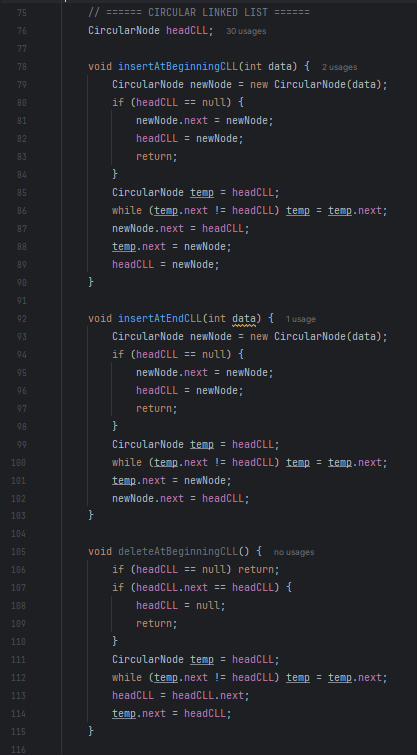 75 // ====== CIRCULAR LINKED LIST ======
76 CircularNode headCLL; 30 usages
77
78 void insertAtBeginningCLL(int data) { 2 usages
79 CircularNode newNode = new CircularNode(data);
80 if (headCLL == null) {
81 newNode.next = newNode;
82 headCLL = newNode;
83 return;
84 }
85 CircularNode temp = headCLL;
86 while (temp.next != headCLL) temp = temp.next;
87 newNode.next = headCLL;
88 temp.next = newNode;
89 headCLL = newNode;
90 }
91
92 void insertAtEndCLL(int data) { 1 usage
93 CircularNode newNode = new CircularNode(data);
94 if (headCLL == null) {
95 newNode.next = newNode;
96 headCLL = newNode;
97 return;
98 }
99 CircularNode temp = headCLL;
100 while (temp.next != headCLL) temp = temp.next;
101 temp.next = newNode;
102 newNode.next = headCLL;
103 }
104
105 void deleteAtBeginningCLL() { no usages
106 if (headCLL == null) return;
107 if (headCLL.next == headCLL) {
108 headCLL = null;
109 return;
110 }
111 CircularNode temp = headCLL;
112 while (temp.next != headCLL) temp = temp.next;
113 headCLL = headCLL.next;
114 temp.next = headCLL;
115 }
116